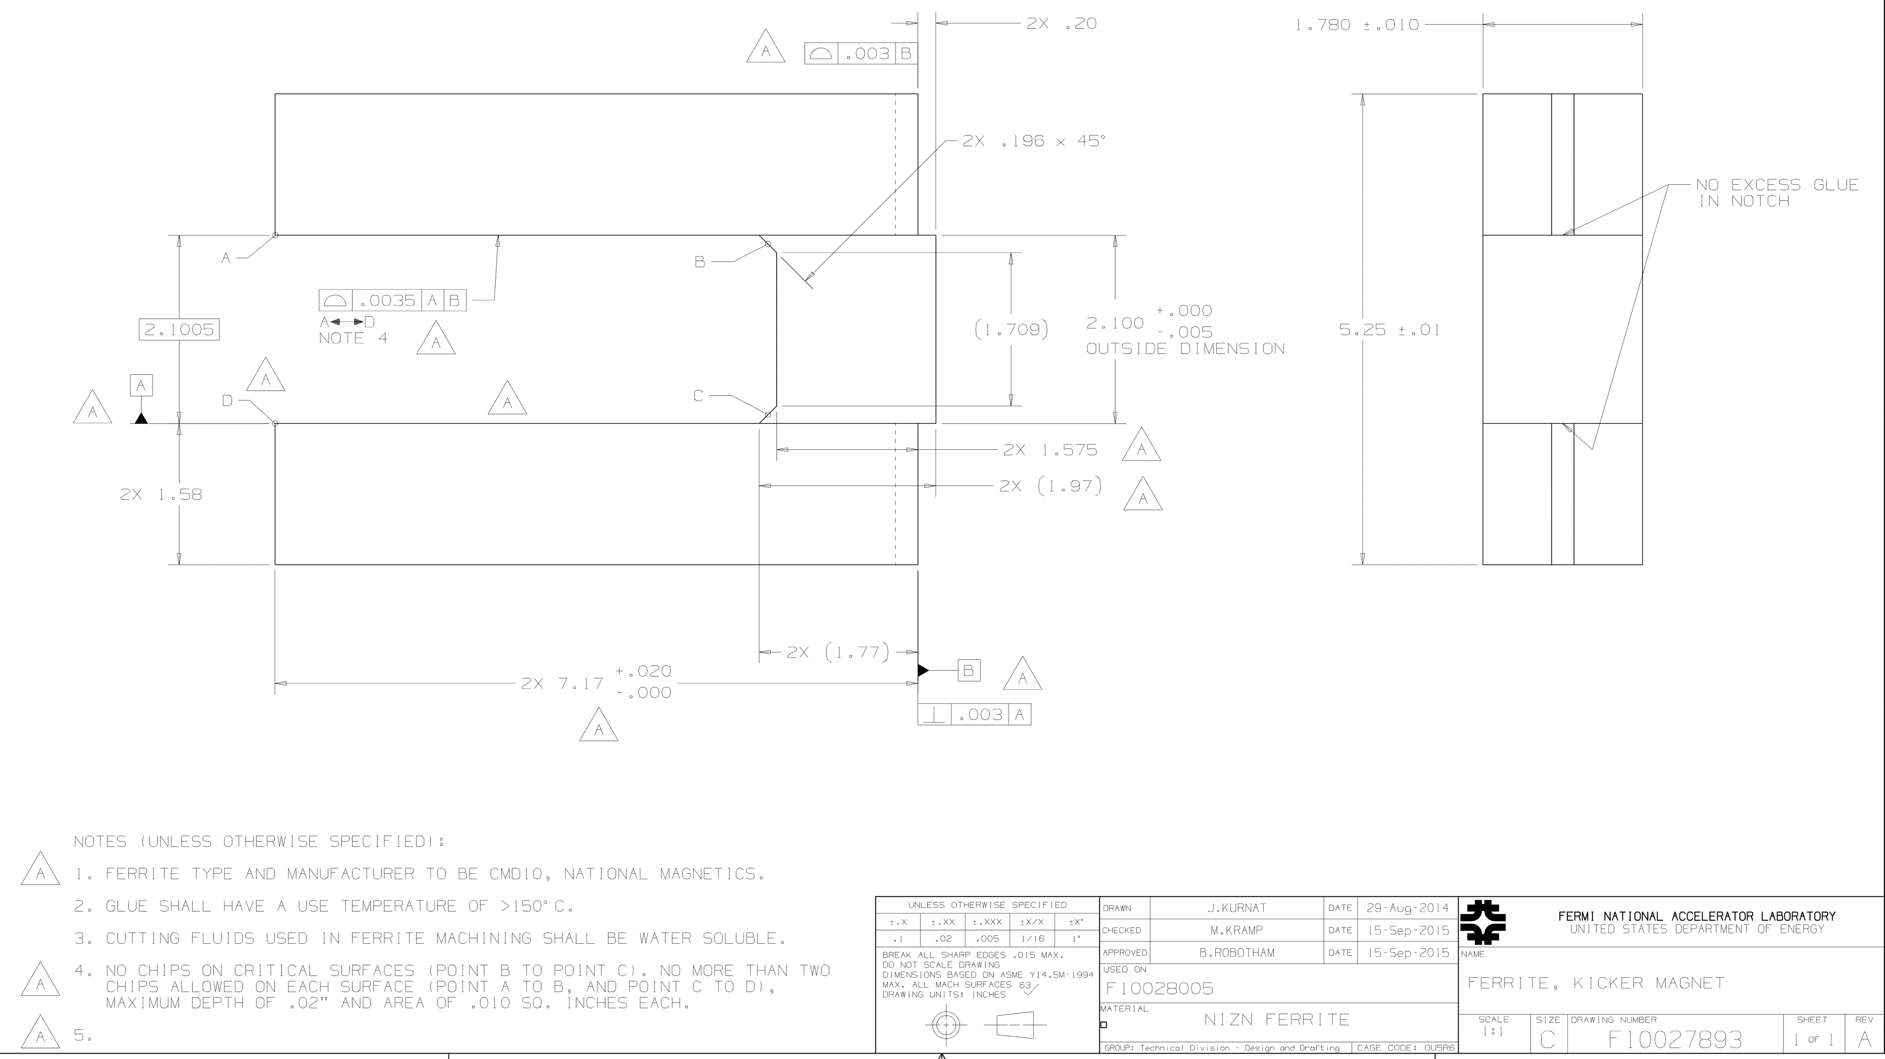 2X .20
1.780 ±.010
A
.003 B
2X .196 × 45°
NO EXCESS GLUE
IN NOTCH
A
B
.0035 A B
A D
NOTE 4
A
2.1005
(1.709)
2.100 +.000
-.005
OUTSIDE DIMENSION
5.25 ±.01
A
A
A
D
C
A
A
2X 1.575
A
2X (1.97)
A
2X 1.58
2X (1.77)
B
A
2X 7.17 +.020
-.000
A
.003 A
NOTES (UNLESS OTHERWISE SPECIFIED):
A
1. FERRITE TYPE AND MANUFACTURER TO BE CMD10, NATIONAL MAGNETICS.
2. GLUE SHALL HAVE A USE TEMPERATURE OF >150°C.
3. CUTTING FLUIDS USED IN FERRITE MACHINING SHALL BE WATER SOLUBLE.
A
4. NO CHIPS ON CRITICAL SURFACES (POINT B TO POINT C). NO MORE THAN TWO
CHIPS ALLOWED ON EACH SURFACE (POINT A TO B, AND POINT C TO D),
MAXIMUM DEPTH OF .02" AND AREA OF .010 SQ. INCHES EACH.
A
5.
UNLESS OTHERWISE SPECIFIED
±.X ±.XX ±.XXX ±X/X ±X°
.1 .02 .005 1/16 1°
BREAK ALL SHARP EDGES .015 MAX.
DO NOT SCALE DRAWING
DIMENSIONS BASED ON ASME Y14.5M-1994
MAX. ALL MACH SURFACES 63
DRAWING UNITS: INCHES
DRAWN J.KURNAT DATE 29-Aug-2014
CHECKED M.KRAMP DATE 15-Sep-2015
APPROVED B.ROBOTHAM DATE 15-Sep-2015
USED ON
F10028005
MATERIAL
NIZN FERRITE
GROUP: Technical Division - Design and Drafting CAGE CODE: OU5R6
FERMI NATIONAL ACCELERATOR LABORATORY
UNITED STATES DEPARTMENT OF ENERGY
NAME
FERRITE, KICKER MAGNET
SCALE
1:1
SIZE
C
DRAWING NUMBER
F10027893
SHEET
1 OF 1
REV
A